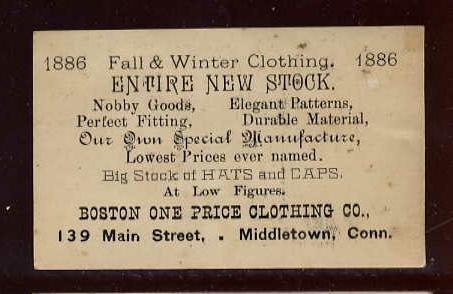 1886 Fall & Winter Clothing. 1886
ENTIRE NEW STOCK.
Nobby Goods, Elegant Patterns,
Perfect Fitting, Durable Material,
Our Own Special Manufacture,
Lowest Prices ever named.
Big Stock of HATS and CAPS.
At Low Figures.
BOSTON ONE PRICE CLOTHING CO.,
139 Main Street, . Middletown, Conn.